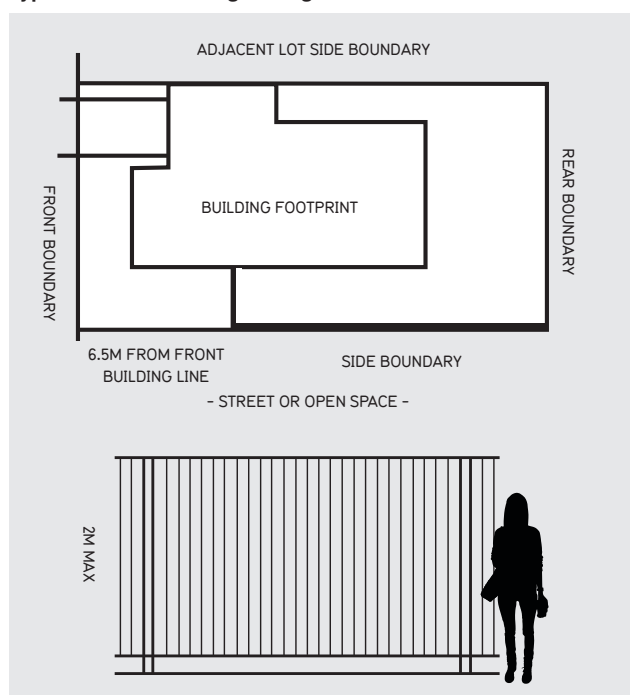 ADJACENT LOT SIDE BOUNDARY
FRONT BOUNDARY
BUILDING FOOTPRINT
REAR BOUNDARY
6.5M FROM FRONT
BUILDING LINE
SIDE BOUNDARY
- STREET OR OPEN SPACE -
2M MAX